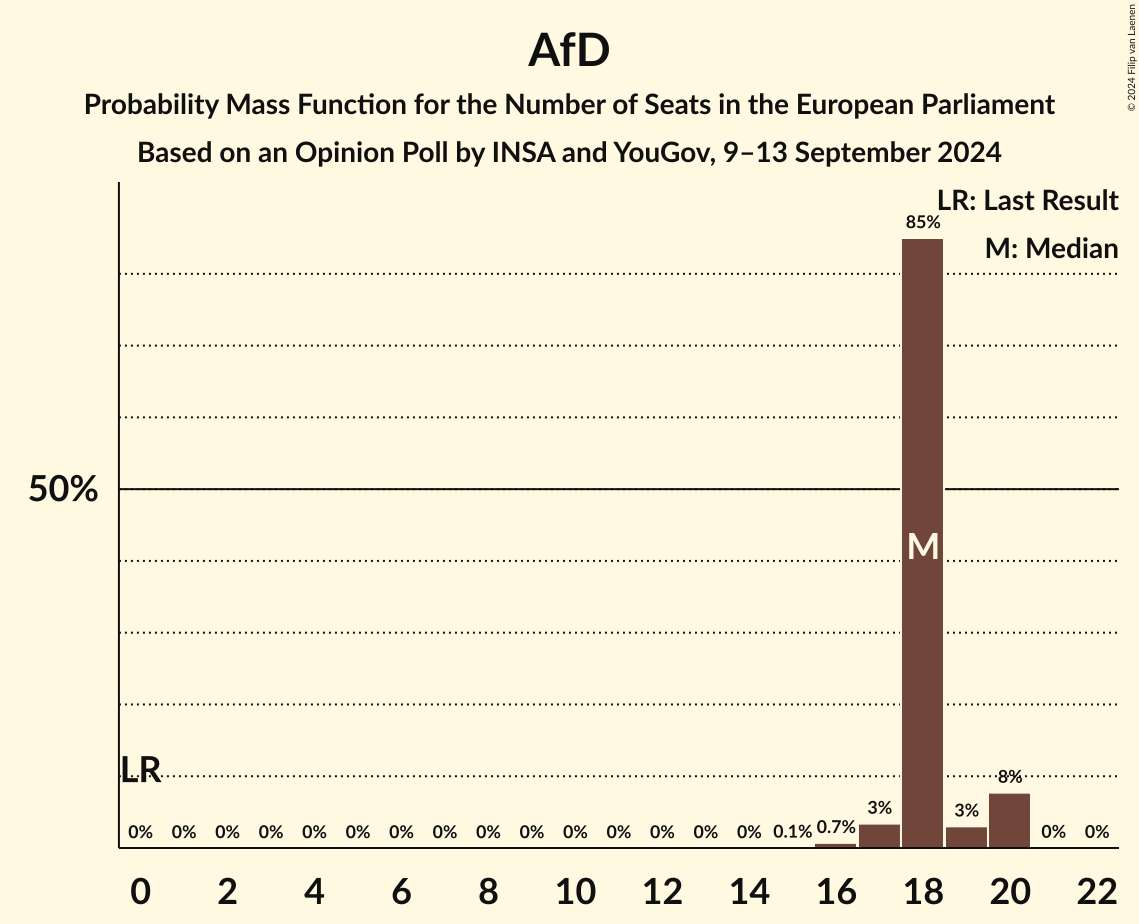 AfD
Probability Mass Function for the Number of Seats in the European Parliament
Based on an Opinion Poll by INSA and YouGov, 9–13 September 2024
© 2024 Filip van Laenen
LR: Last Result
M: Median
85%
50%
M
LR
0% 0% 0% 0% 0% 0% 0% 0% 0% 0% 0% 0% 0% 0% 0% 0.1% 0.7% 3% 3% 8% 0% 0%
0 2 4 6 8 10 12 14 16 18 20 22